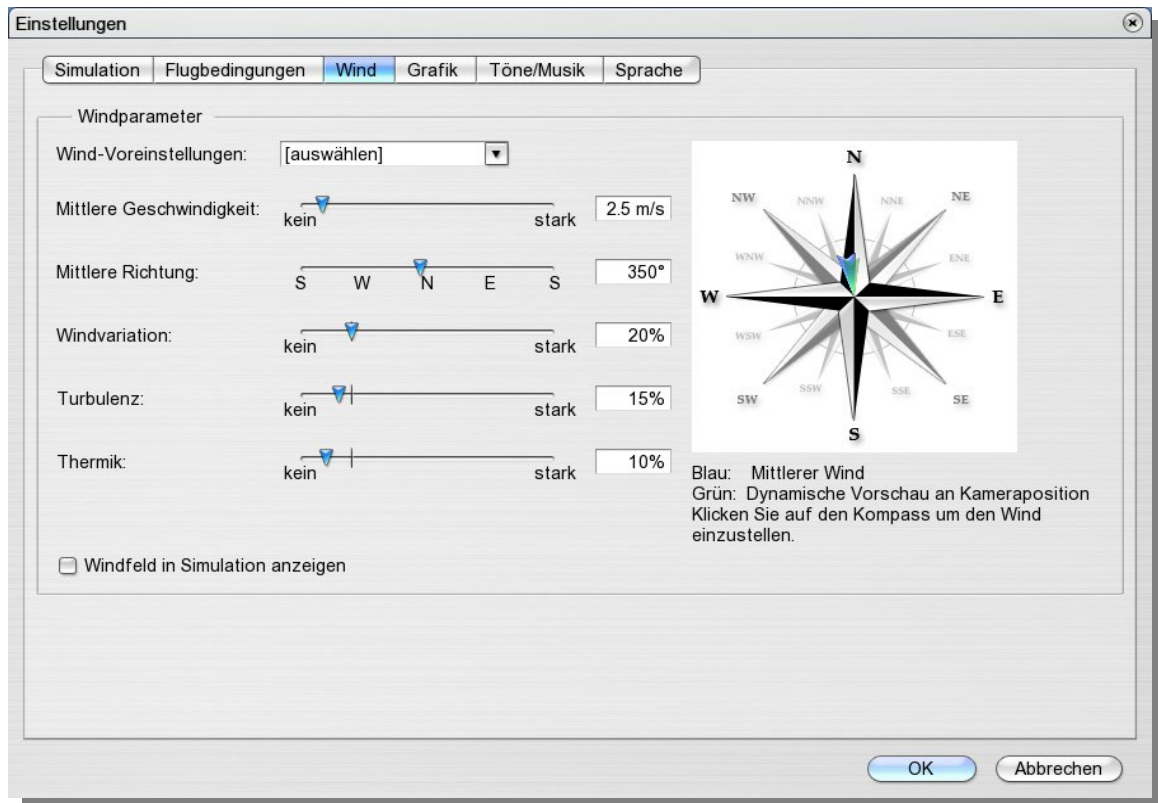 Einstellungen
Simulation Flugbedingungen Wind Grafik Töne/Musik Sprache
Windparameter
Wind-Voreinstellungen: [auswählen]
Mittlere Geschwindigkeit: kein stark 2.5 m/s
Mittlere Richtung: S W N E S 350°
Windvariation: kein stark 20%
Turbulenz: kein stark 15%
Thermik: kein stark 10%
Windfeld in Simulation anzeigen
N
NW NNW NNE NE
WNW ENE
W E
WSW ESE
SW SSW SSE SE
S
Blau: Mittlerer Wind
Grün: Dynamische Vorschau an Kameraposition
Klicken Sie auf den Kompass um den Wind
einzustellen.
OK Abbrechen